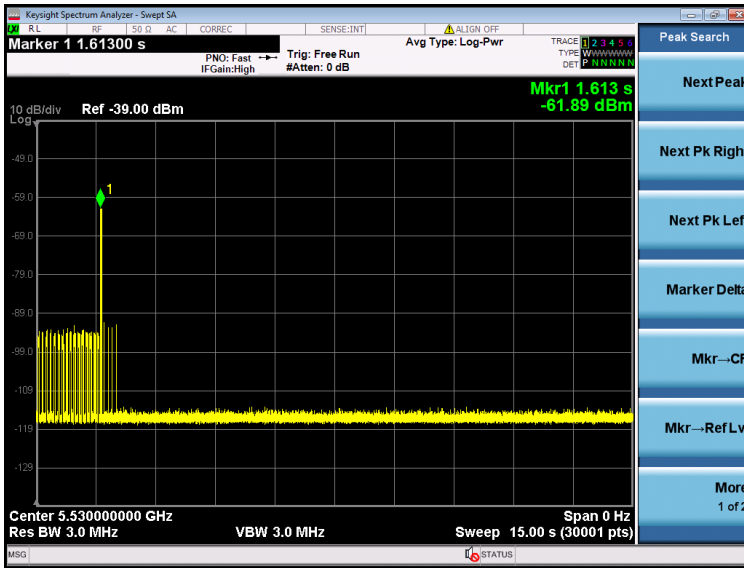 Keysight Spectrum Analyzer - Swept SA
RL RF 50 Ω AC CORREC SENSE:INT ALIGN OFF
Marker 1 1.61300 s
PNO: Fast
IFGain:High
Trig: Free Run
#Atten: 0 dB
Avg Type: Log-Pwr
TRACE 1 2 3 4 5 6
TYPE WWWWWW
DET P N N N N N
Mkr1 1.613 s
-61.89 dBm
10 dB/div Ref -39.00 dBm
Log
1
-49.0
-59.0
-69.0
-79.0
-89.0
-99.0
-109
-119
-129
Center 5.530000000 GHz Span 0 Hz
Res BW 3.0 MHz VBW 3.0 MHz Sweep 15.00 s (30001 pts)
MSG STATUS
Peak Search
Next Peak
Next Pk Righ
Next Pk Lef
Marker Delta
Mkr→CF
Mkr→Ref Lv
More
1 of 2